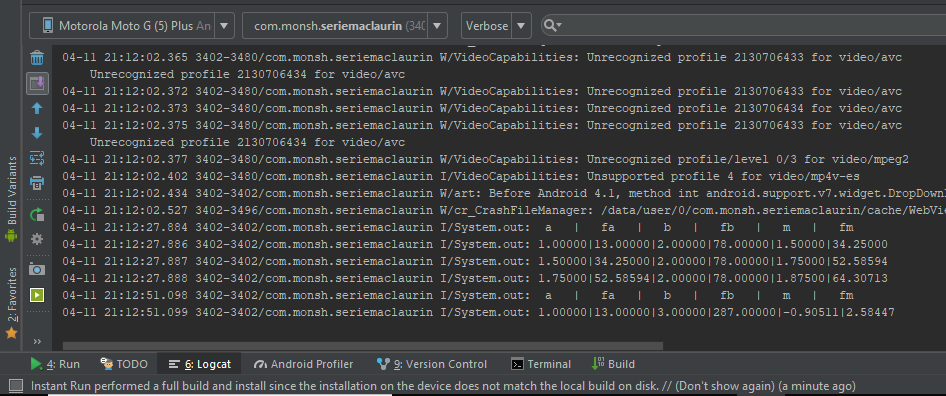 Motorola Moto G (5) Plus An
com.monsh.seriemaclaurin (340
Verbose
04-11 21:12:02.365 3402-3480/com.monsh.seriemaclaurin W/VideoCapabilities: Unrecognized profile 2130706433 for video/avc
Unrecognized profile 2130706434 for video/avc
04-11 21:12:02.372 3402-3480/com.monsh.seriemaclaurin W/VideoCapabilities: Unrecognized profile 2130706433 for video/avc
04-11 21:12:02.373 3402-3480/com.monsh.seriemaclaurin W/VideoCapabilities: Unrecognized profile 2130706434 for video/avc
04-11 21:12:02.375 3402-3480/com.monsh.seriemaclaurin W/VideoCapabilities: Unrecognized profile 2130706433 for video/avc
Unrecognized profile 2130706434 for video/avc
04-11 21:12:02.377 3402-3480/com.monsh.seriemaclaurin W/VideoCapabilities: Unrecognized profile/level 0/3 for video/mpeg2
04-11 21:12:02.402 3402-3480/com.monsh.seriemaclaurin I/VideoCapabilities: Unsupported profile 4 for video/mp4v-es
04-11 21:12:02.434 3402-3402/com.monsh.seriemaclaurin W/art: Before Android 4.1, method int android.support.v7.widget.DropDownl
04-11 21:12:02.527 3402-3496/com.monsh.seriemaclaurin W/cr_CrashFileManager: /data/user/0/com.monsh.seriemaclaurin/cache/WebVie
04-11 21:12:27.884 3402-3402/com.monsh.seriemaclaurin I/System.out: a | fa | b | fb | m | fm
04-11 21:12:27.886 3402-3402/com.monsh.seriemaclaurin I/System.out: 1.00000|13.00000|2.00000|78.00000|1.50000|34.25000
04-11 21:12:27.887 3402-3402/com.monsh.seriemaclaurin I/System.out: 1.50000|34.25000|2.00000|78.00000|1.75000|52.58594
04-11 21:12:27.888 3402-3402/com.monsh.seriemaclaurin I/System.out: 1.75000|52.58594|2.00000|78.00000|1.87500|64.30713
04-11 21:12:51.098 3402-3402/com.monsh.seriemaclaurin I/System.out: a | fa | b | fb | m | fm
04-11 21:12:51.099 3402-3402/com.monsh.seriemaclaurin I/System.out: 1.00000|13.00000|3.00000|287.00000|-0.90511|2.58447
Build Variants
2: Favorites
4: Run
TODO
6: Logcat
Android Profiler
9: Version Control
Terminal
Build
Instant Run performed a full build and install since the installation on the device does not match the local build on disk. // (Don't show again) (a minute ago)